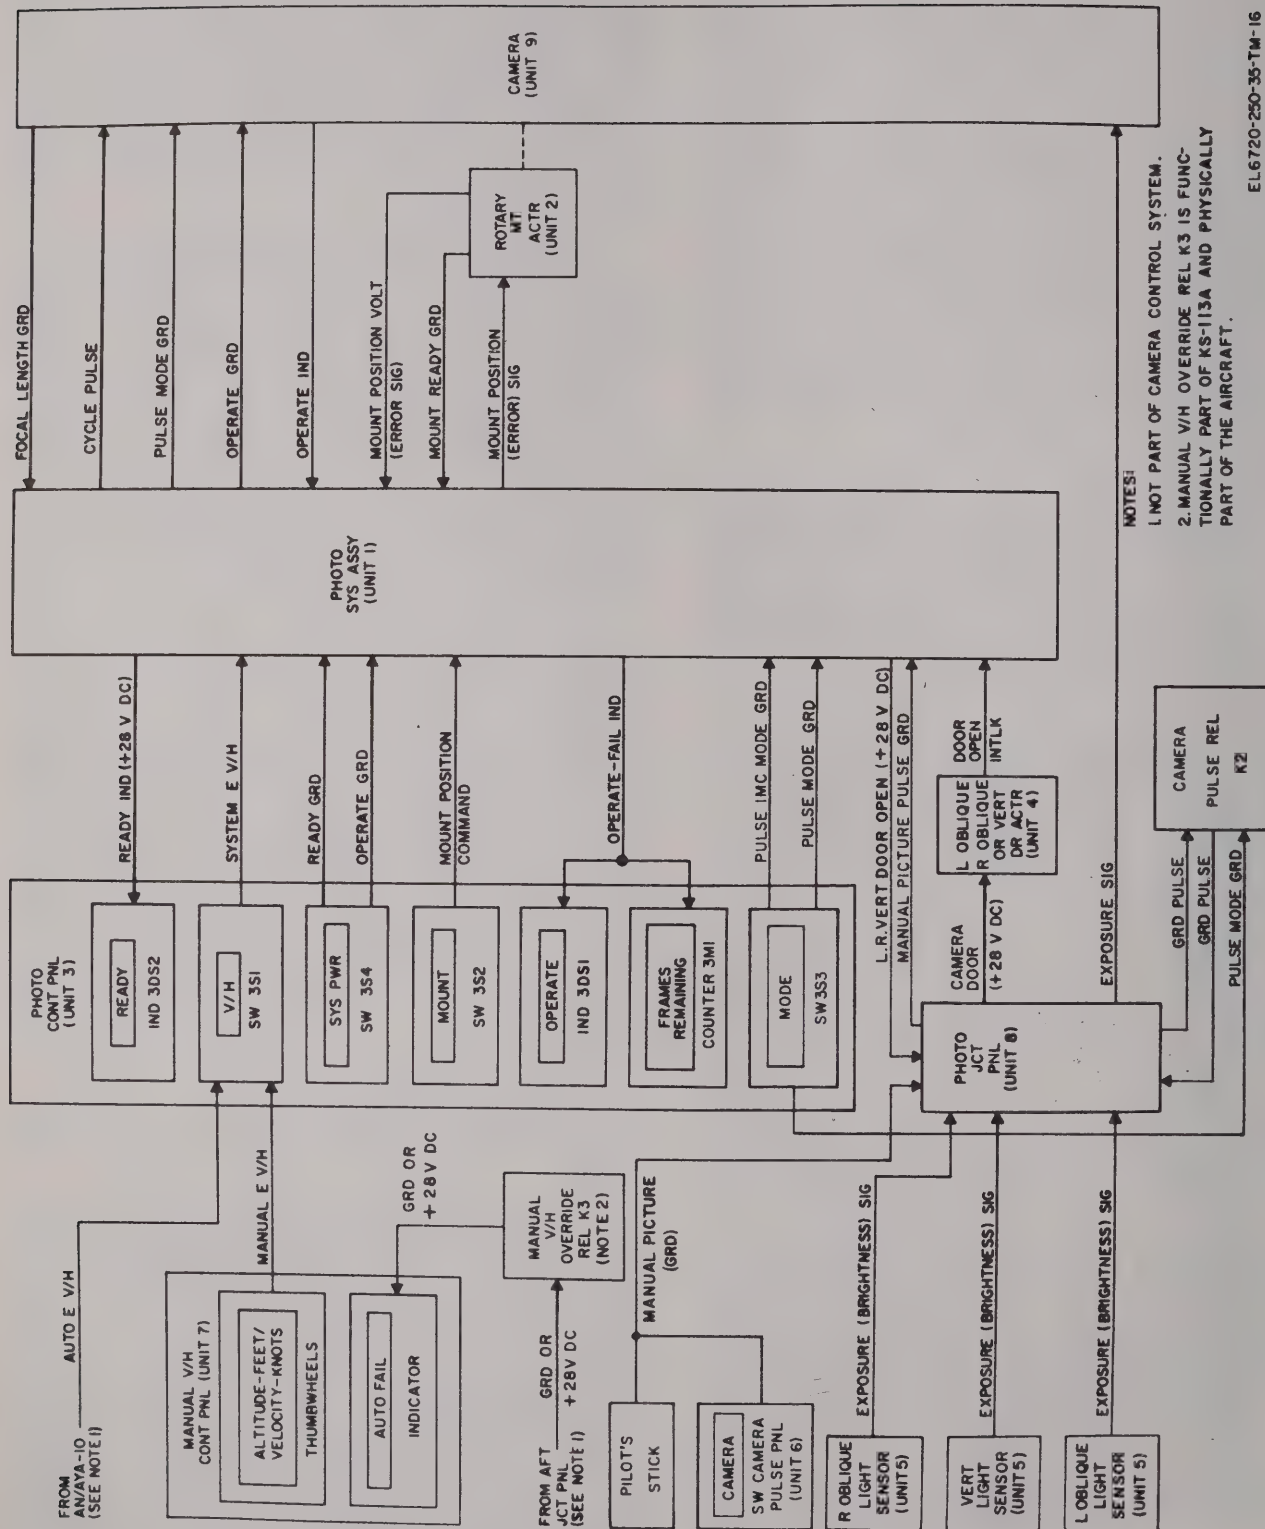 FOCAL LENGTH GRD
CYCLE PULSE
PULSE MODE GRD
OPERATE GRD
OPERATE IND
CAMERA
(UNIT 9)
MOUNT POSITION VOLT
(ERROR SIG)
MOUNT READY GRD
MOUNT POSITION
(ERROR) SIG
ROTARY
MT
ACTR
(UNIT 2)
PHOTO
SYS ASSY
(UNIT 1)
READY IND (+28 V DC)
SYSTEM E V/H
READY GRD
OPERATE GRD
MOUNT POSITION
COMMAND
OPERATE-FAIL IND
PULSE IMC MODE GRD
PULSE MODE GRD
L.R.VERT DOOR OPEN (+28 V DC)
MANUAL PICTURE PULSE GRD
DOOR
OPEN
INTLK
L OBLIQUE
R OBLIQUE
OR VERT
DR ACTR
(UNIT 4)
CAMERA
DOOR
(+28 V DC)
EXPOSURE SIG
CAMERA
PULSE REL
K2
GRD PULSE
GRD PULSE
PULSE MODE GRD
PHOTO
CONT PNL
(UNIT 3)
READY
IND 3DS2
V/H
SW 3S1
SYS PWR
SW 3S4
MOUNT
SW 3S2
OPERATE
IND 3DS1
FRAMES
REMAINING
COUNTER 3M1
MODE
SW3S3
PHOTO
JCT
PNL
(UNIT 8)
FROM
AN/AYA-10
(SEE NOTE 1)
AUTO E V/H
MANUAL E V/H
MANUAL V/H
CONT PNL (UNIT 7)
ALTITUDE-FEET/
VELOCITY-KNOTS
THUMBWHEELS
AUTO FAIL
INDICATOR
GRD OR
+28V DC
MANUAL
V/H
OVERRIDE
REL K3
(NOTE 2)
FROM AFT
JCT PNL
(SEE NOTE 1)
GRD OR
+28V DC
MANUAL PICTURE
(GRD)
PILOT'S
STICK
CAMERA
SW CAMERA
PULSE PNL
(UNIT 6)
R OBLIQUE
LIGHT
SENSOR
(UNIT 5)
EXPOSURE (BRIGHTNESS) SIG
VERT
LIGHT
SENSOR
(UNIT 5)
EXPOSURE (BRIGHTNESS) SIG
L OBLIQUE
LIGHT
SENSOR
(UNIT 5)
EXPOSURE (BRIGHTNESS) SIG
NOTES:
1. NOT PART OF CAMERA CONTROL SYSTEM.
2. MANUAL V/H OVERRIDE REL K3 IS FUNC-
TIONALLY PART OF KS-113A AND PHYSICALLY
PART OF THE AIRCRAFT.
EL6720-250-35-TM-16